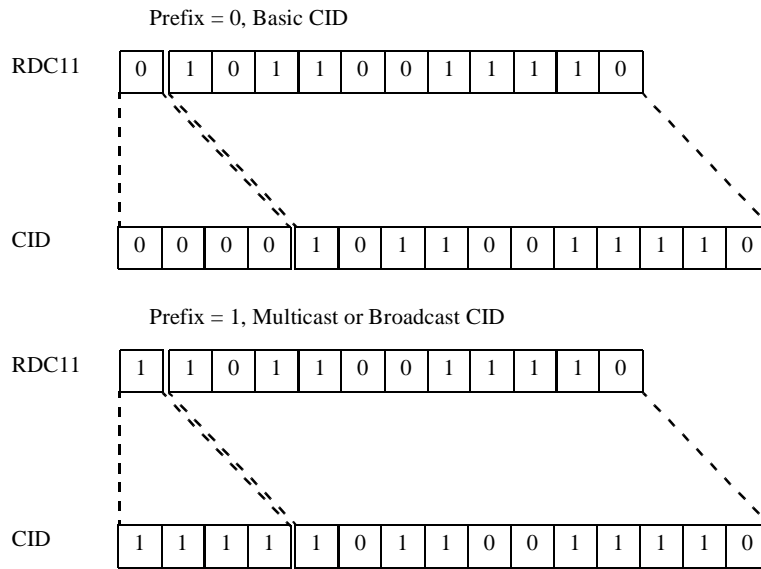 Prefix = 0, Basic CID
RDC11 0 1 0 1 1 0 0 1 1 1 1 0
CID 0 0 0 0 1 0 1 1 0 0 1 1 1 1 0
Prefix = 1, Multicast or Broadcast CID
RDC11 1 1 0 1 1 0 0 1 1 1 1 0
CID 1 1 1 1 1 0 1 1 0 0 1 1 1 1 0